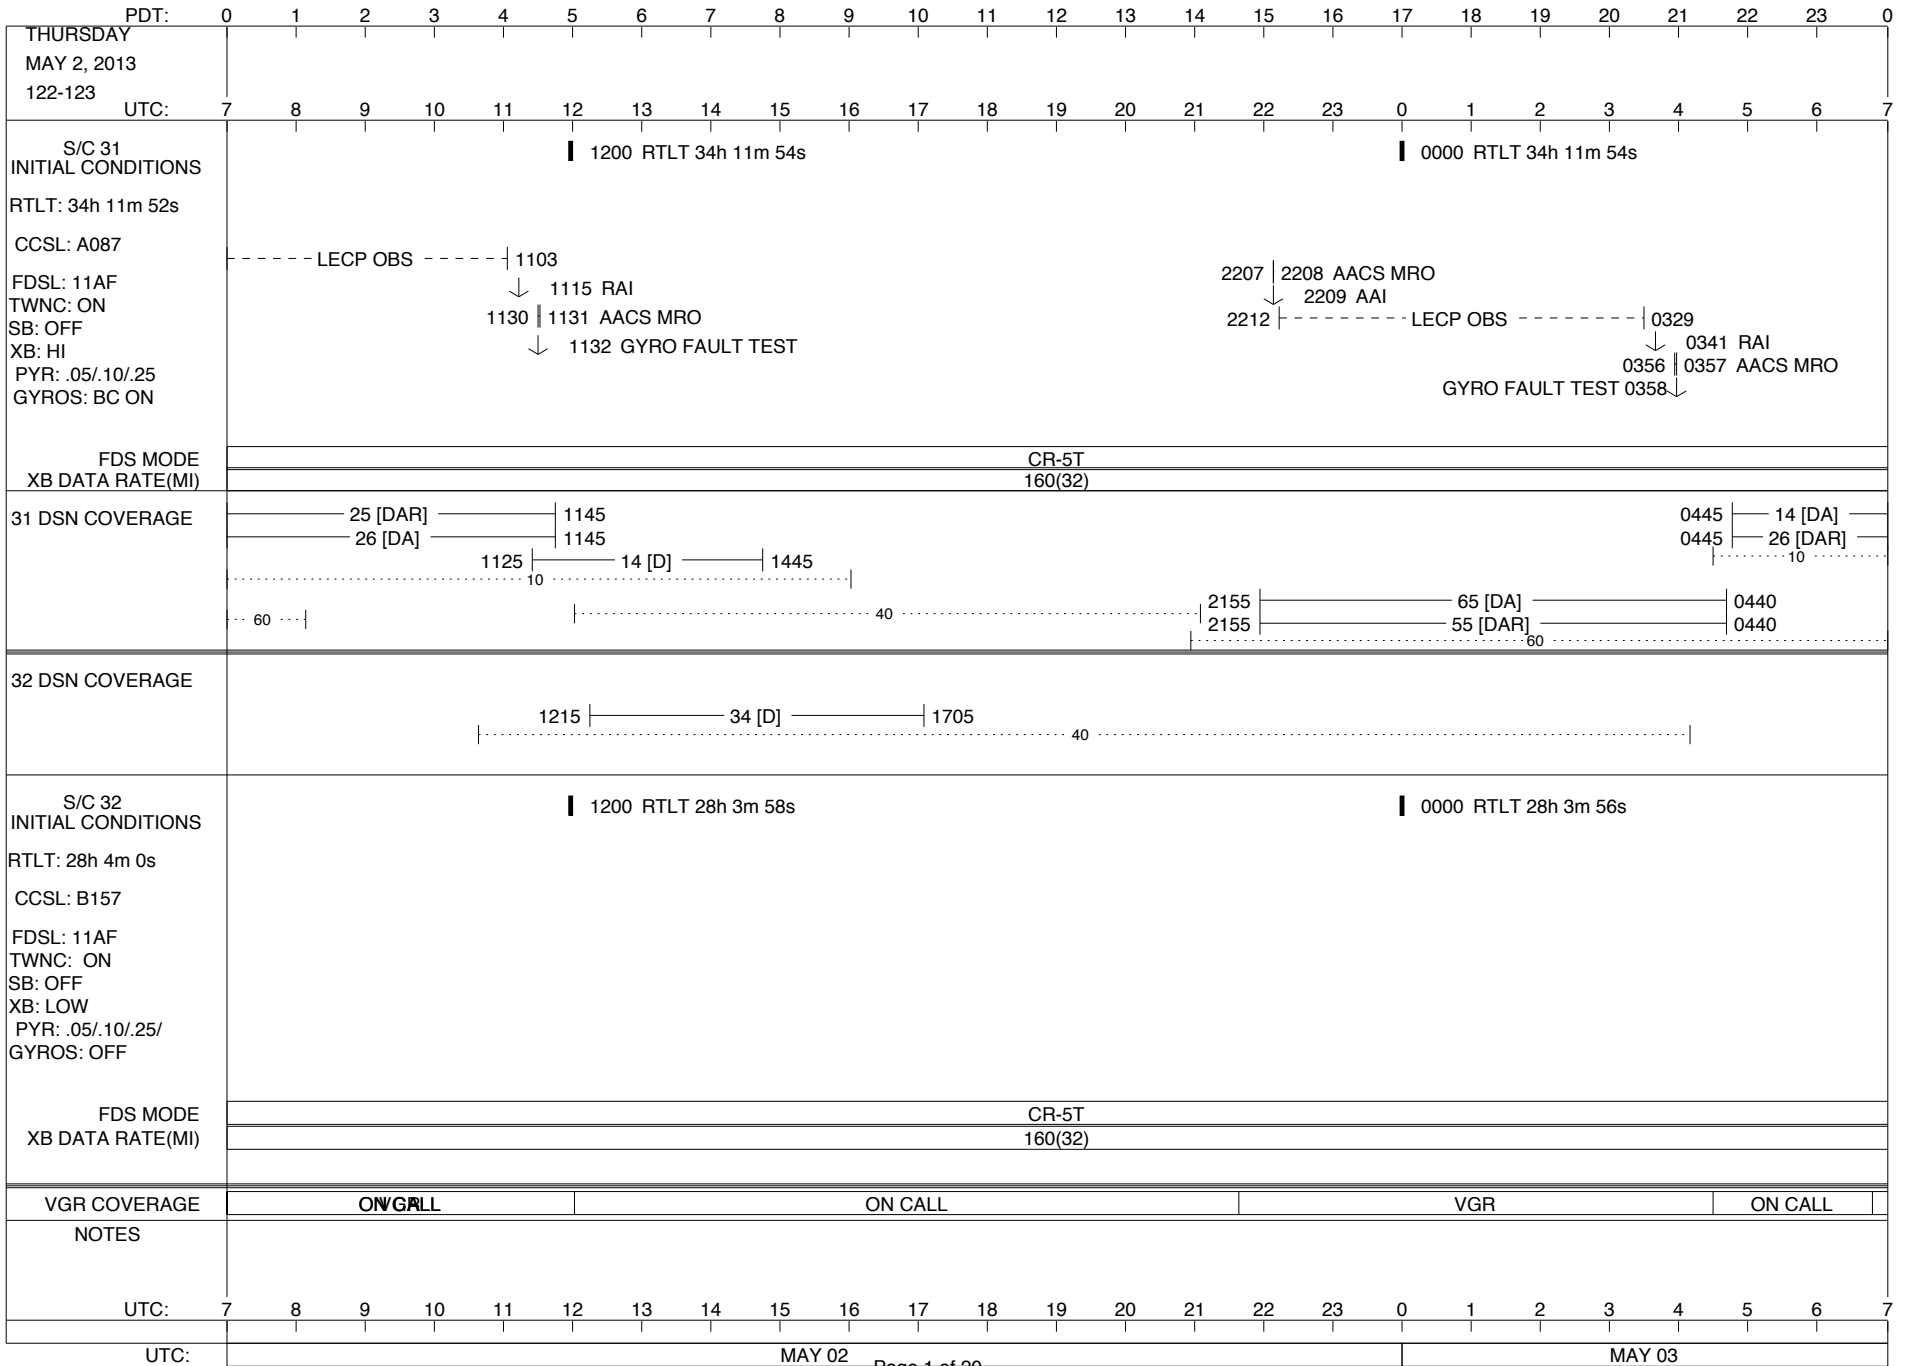 PDT: 0 1 2 3 4 5 6 7 8 9 10 11 12 13 14 15 16 17 18 19 20 21 22 23 0
THURSDAY
MAY 2, 2013
122-123
UTC: 7 8 9 10 11 12 13 14 15 16 17 18 19 20 21 22 23 0 1 2 3 4 5 6 7
S/C 31
INITIAL CONDITIONS
1200 RTLT 34h 11m 54s
0000 RTLT 34h 11m 54s
RTLT: 34h 11m 52s
CCSL: A087
FDSL: 11AF
TWNC: ON
SB: OFF
XB: HI
PYR: .05/.10/.25
GYROS: BC ON
LECP OBS 1103
1115 RAI
1130 1131 AACS MRO
1132 GYRO FAULT TEST
2207 2208 AACS MRO
2209 AAI
2212 LECP OBS 0329
0341 RAI
0356 0357 AACS MRO
GYRO FAULT TEST 0358
FDS MODE CR-5T
XB DATA RATE(MI) 160(32)
31 DSN COVERAGE
25 [DAR] 1145
26 [DA] 1145
1125 14 [D] 1445
10
60
40
0445 14 [DA]
0445 26 [DAR]
10
2155 65 [DA] 0440
2155 55 [DAR] 0440
60
32 DSN COVERAGE
1215 34 [D] 1705
40
S/C 32
INITIAL CONDITIONS
1200 RTLT 28h 3m 58s
0000 RTLT 28h 3m 56s
RTLT: 28h 4m 0s
CCSL: B157
FDSL: 11AF
TWNC: ON
SB: OFF
XB: LOW
PYR: .05/.10/.25/
GYROS: OFF
FDS MODE CR-5T
XB DATA RATE(MI) 160(32)
VGR COVERAGE ON CALL VGR ON CALL VGR ON CALL
NOTES
UTC: 7 8 9 10 11 12 13 14 15 16 17 18 19 20 21 22 23 0 1 2 3 4 5 6 7
UTC: MAY 02 MAY 03
Page 1 of 20